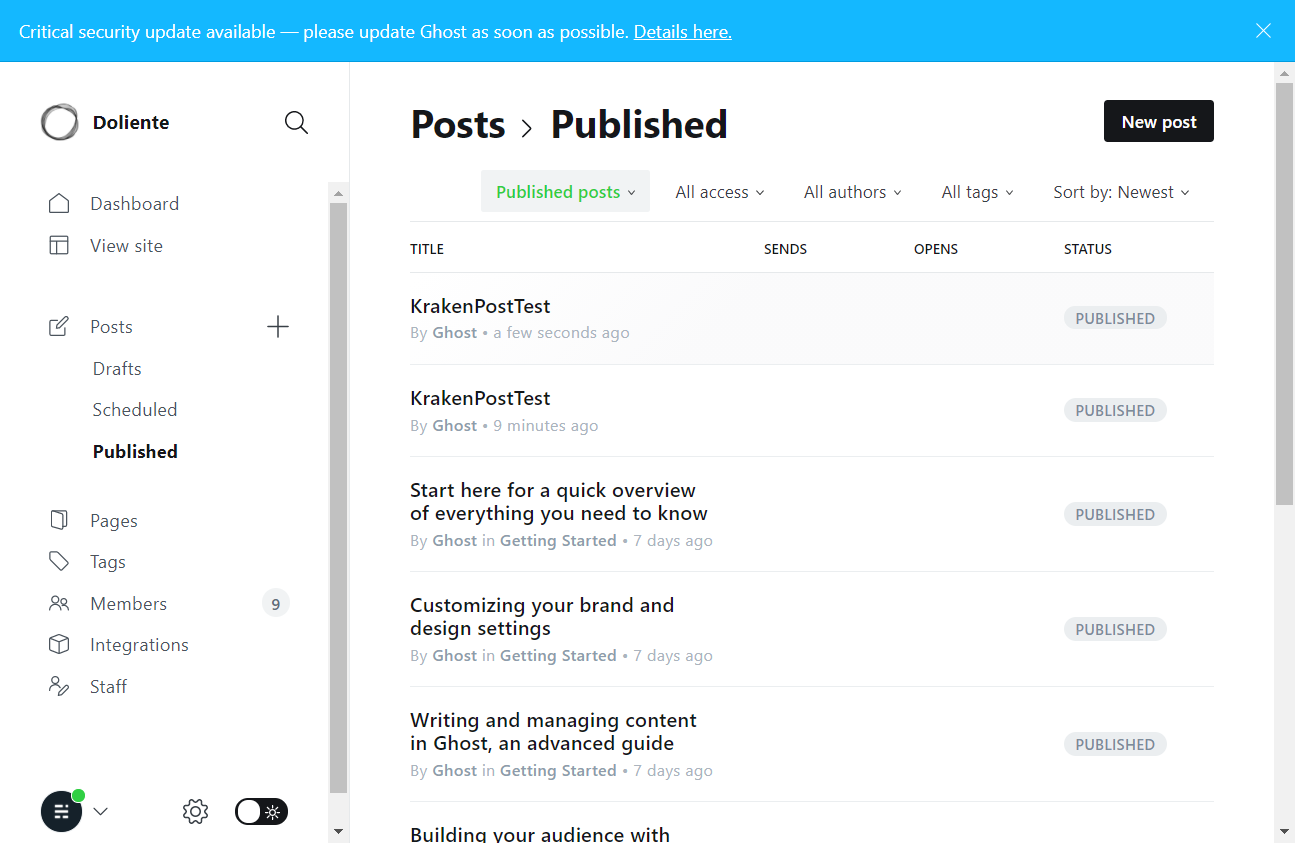 Critical security update available — please update Ghost as soon as possible. Details here.
Doliente
Dashboard
View site
Posts
Drafts
Scheduled
Published
Pages
Tags
Members 9
Integrations
Staff
Posts > Published
New post
Published posts All access All authors All tags Sort by: Newest
TITLE SENDS OPENS STATUS
KrakenPostTest
By Ghost • a few seconds ago
PUBLISHED
KrakenPostTest
By Ghost • 9 minutes ago
PUBLISHED
Start here for a quick overview
of everything you need to know
By Ghost in Getting Started • 7 days ago
PUBLISHED
Customizing your brand and
design settings
By Ghost in Getting Started • 7 days ago
PUBLISHED
Writing and managing content
in Ghost, an advanced guide
By Ghost in Getting Started • 7 days ago
PUBLISHED
Building your audience with